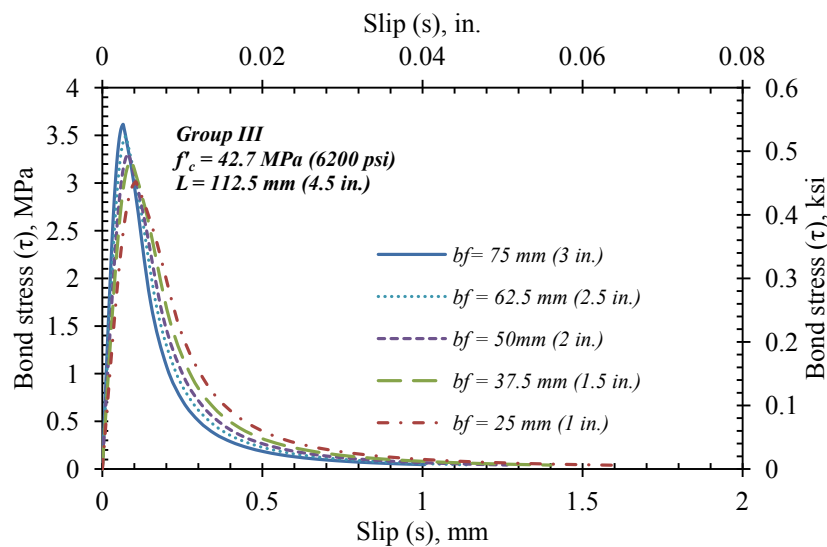 Slip (s), in.
0 0.02 0.04 0.06 0.08
Bond stress (τ), MPa
4
3.5
3
2.5
2
1.5
1
0.5
0
Group III
f'c = 42.7 MPa (6200 psi)
L = 112.5 mm (4.5 in.)
bf= 75 mm (3 in.)
bf = 62.5 mm (2.5 in.)
bf = 50mm (2 in.)
bf = 37.5 mm (1.5 in.)
bf = 25 mm (1 in.)
0.6
0.5
0.4
0.3
0.2
0.1
0
Bond stress (τ), ksi
0 0.5 1 1.5 2
Slip (s), mm